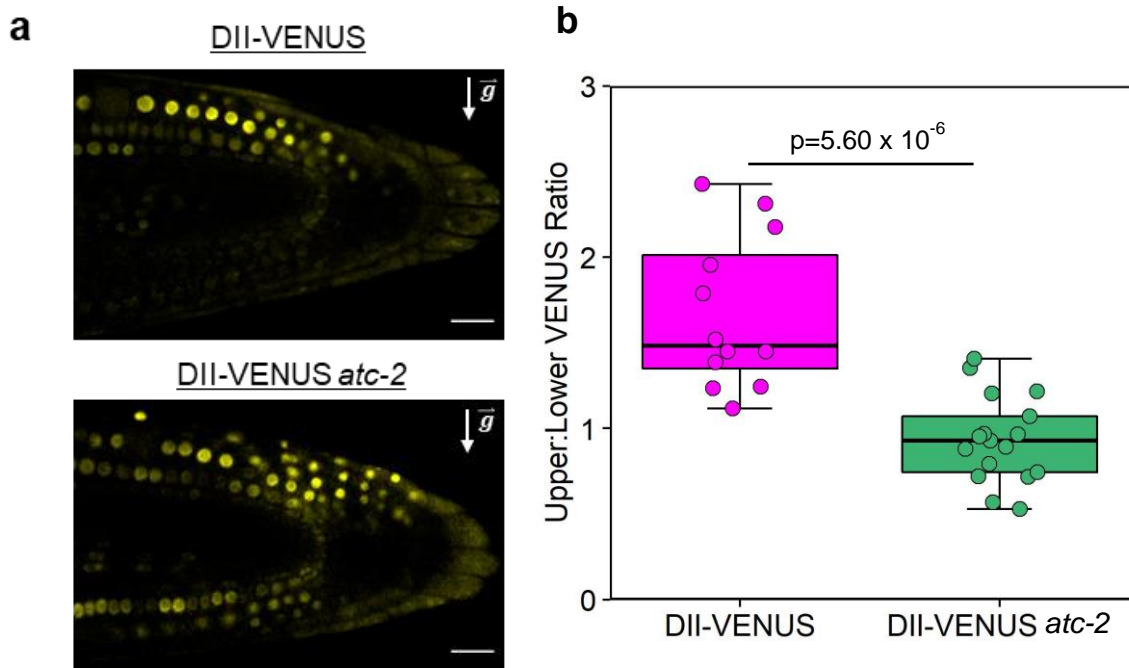 a
DII-VENUS
g
DII-VENUS atc-2
g
b
Upper:Lower VENUS Ratio
3
2
1
0
p=5.60 x 10-6
DII-VENUS
DII-VENUS atc-2